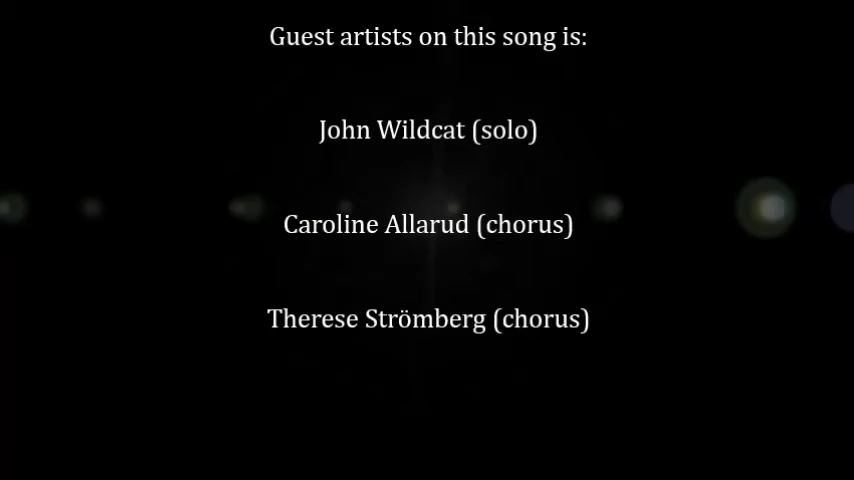 Guest artists on this song is:
John Wildcat (solo)
Caroline Allarud (chorus)
Therese Strömberg (chorus)